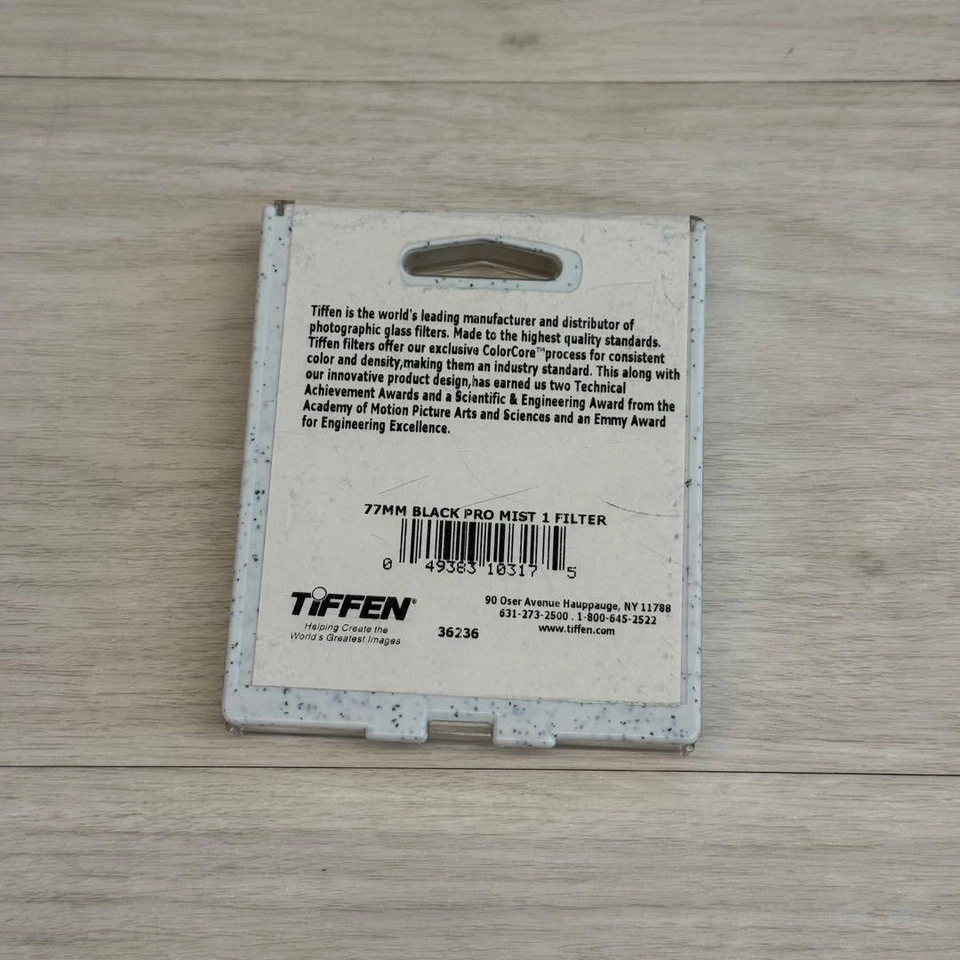 Tiffen is the world's leading manufacturer and distributor of
photographic glass filters. Made to the highest quality standards.
Tiffen filters offer our exclusive ColorCore™process for consistent
color and density,making them an industry standard. This along with
our innovative product design,has earned us two Technical
Achievement Awards and a Scientific & Engineering Award from the
Academy of Motion Picture Arts and Sciences and an Emmy Award
for Engineering Excellence.
77MM BLACK PRO MIST 1 FILTER
0 49383 10317 5
TiFFEN®
Helping Create the
World's Greatest Images
36236
90 Oser Avenue Hauppauge, NY 11788
631-273-2500 . 1-800-645-2522
www.tiffen.com